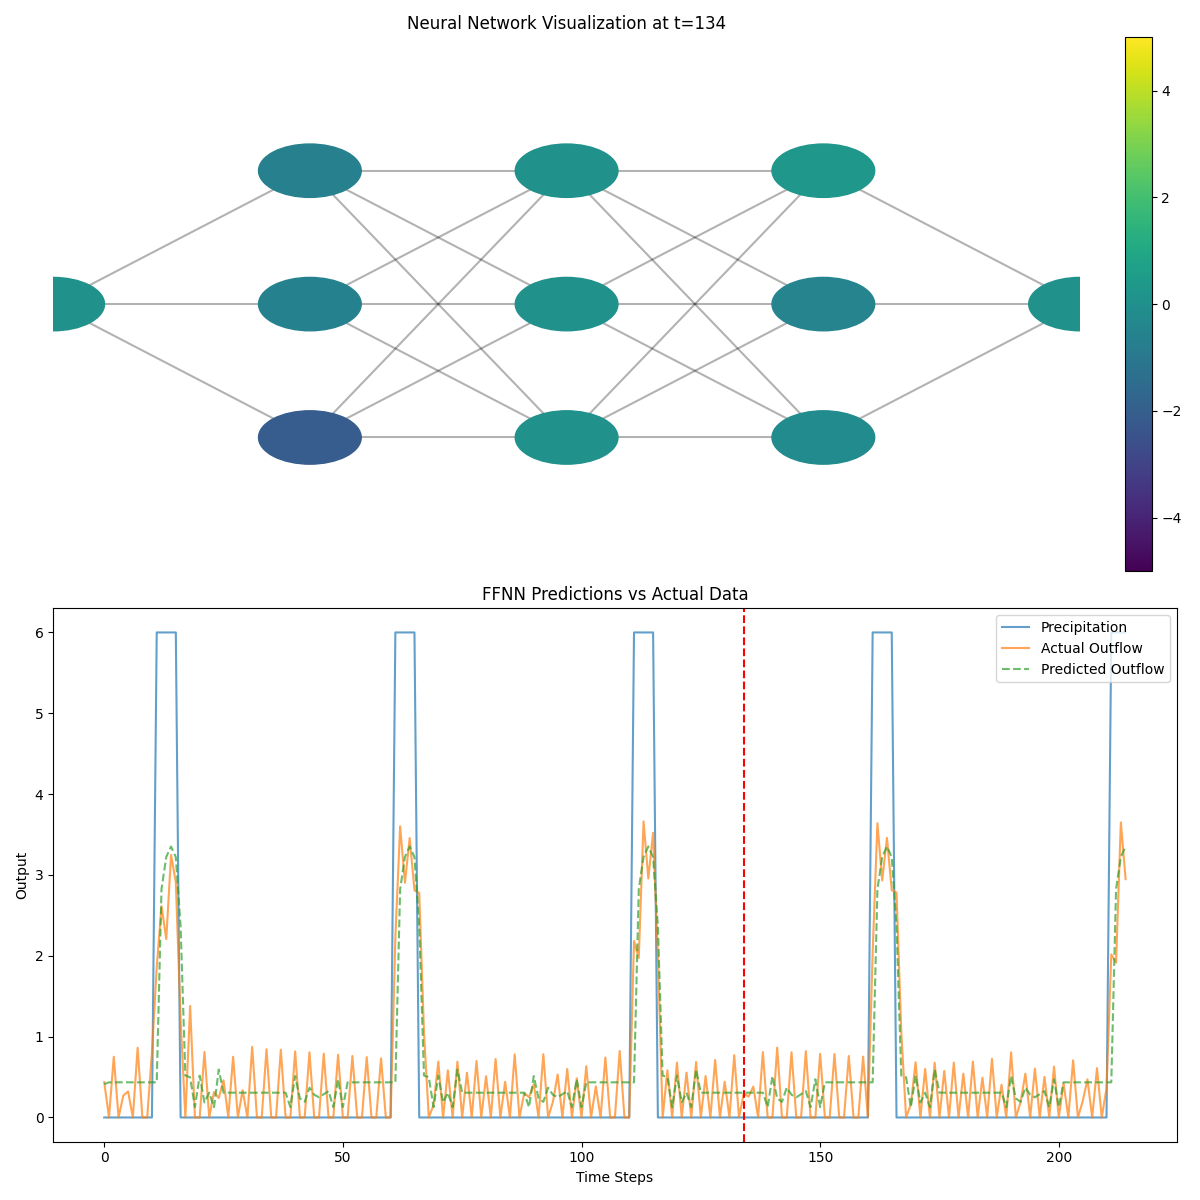 Neural Network Visualization at t=134
4
2
0
−2
−4
FFNN Predictions vs Actual Data
Output
6
5
4
3
2
1
0
Precipitation
Actual Outflow
Predicted Outflow
0
50
100
150
200
Time Steps